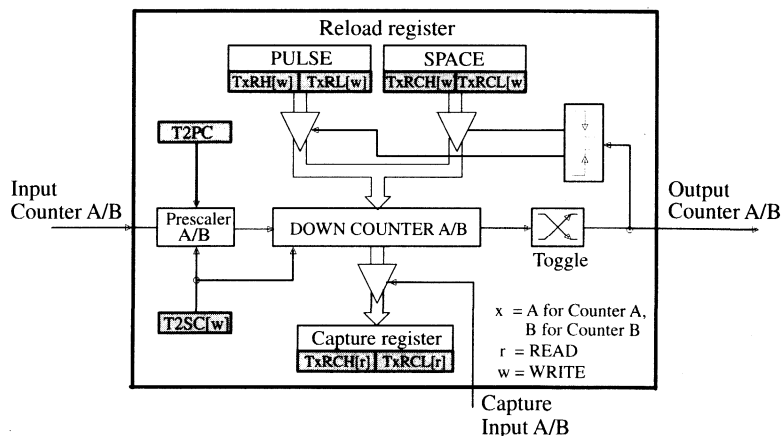 Reload register
PULSE
SPACE
TxRH[w] TxRL[w]
TxRCH[w] TxRCL[w]
T2PC
Input
Counter A/B
Prescaler
A/B
DOWN COUNTER A/B
Toggle
Output
Counter A/B
T2SC[w]
Capture register
TxRCH[r] TxRCL[r]
x = A for Counter A,
B for Counter B
r = READ
w = WRITE
Capture
Input A/B